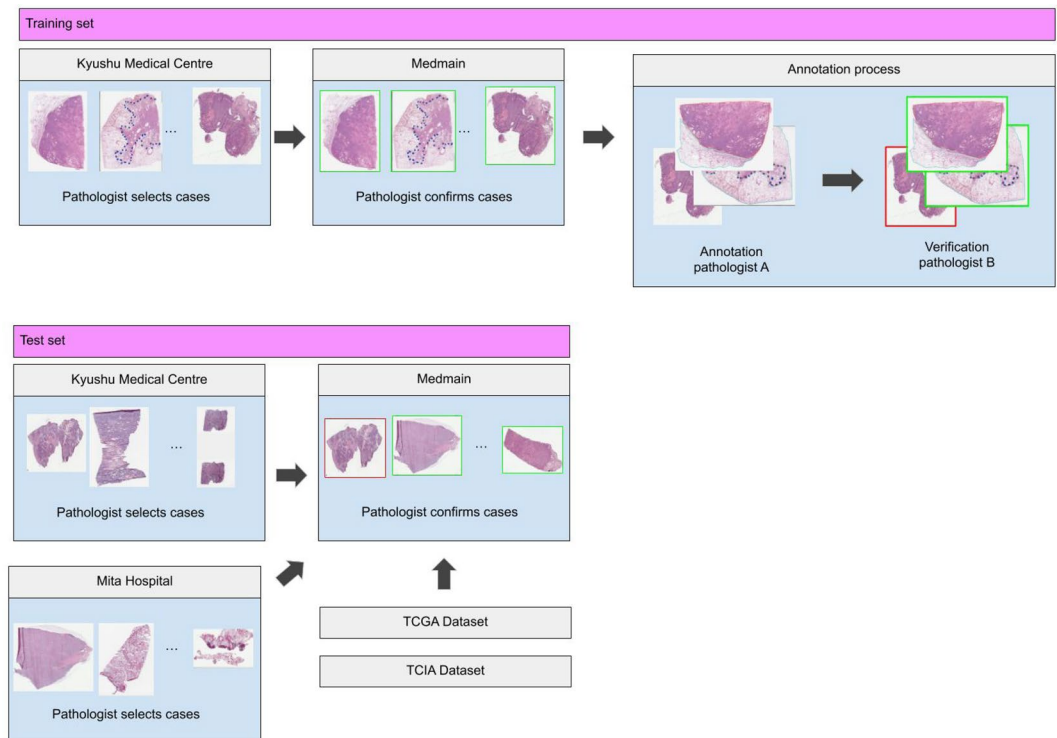 Training set
Kyushu Medical Centre
...
Pathologist selects cases
Medmain
...
Pathologist confirms cases
Annotation process
Annotation
pathologist A
Verification
pathologist B
Test set
Kyushu Medical Centre
...
Pathologist selects cases
Medmain
...
Pathologist confirms cases
Mita Hospital
...
Pathologist selects cases
TCGA Dataset
TCIA Dataset